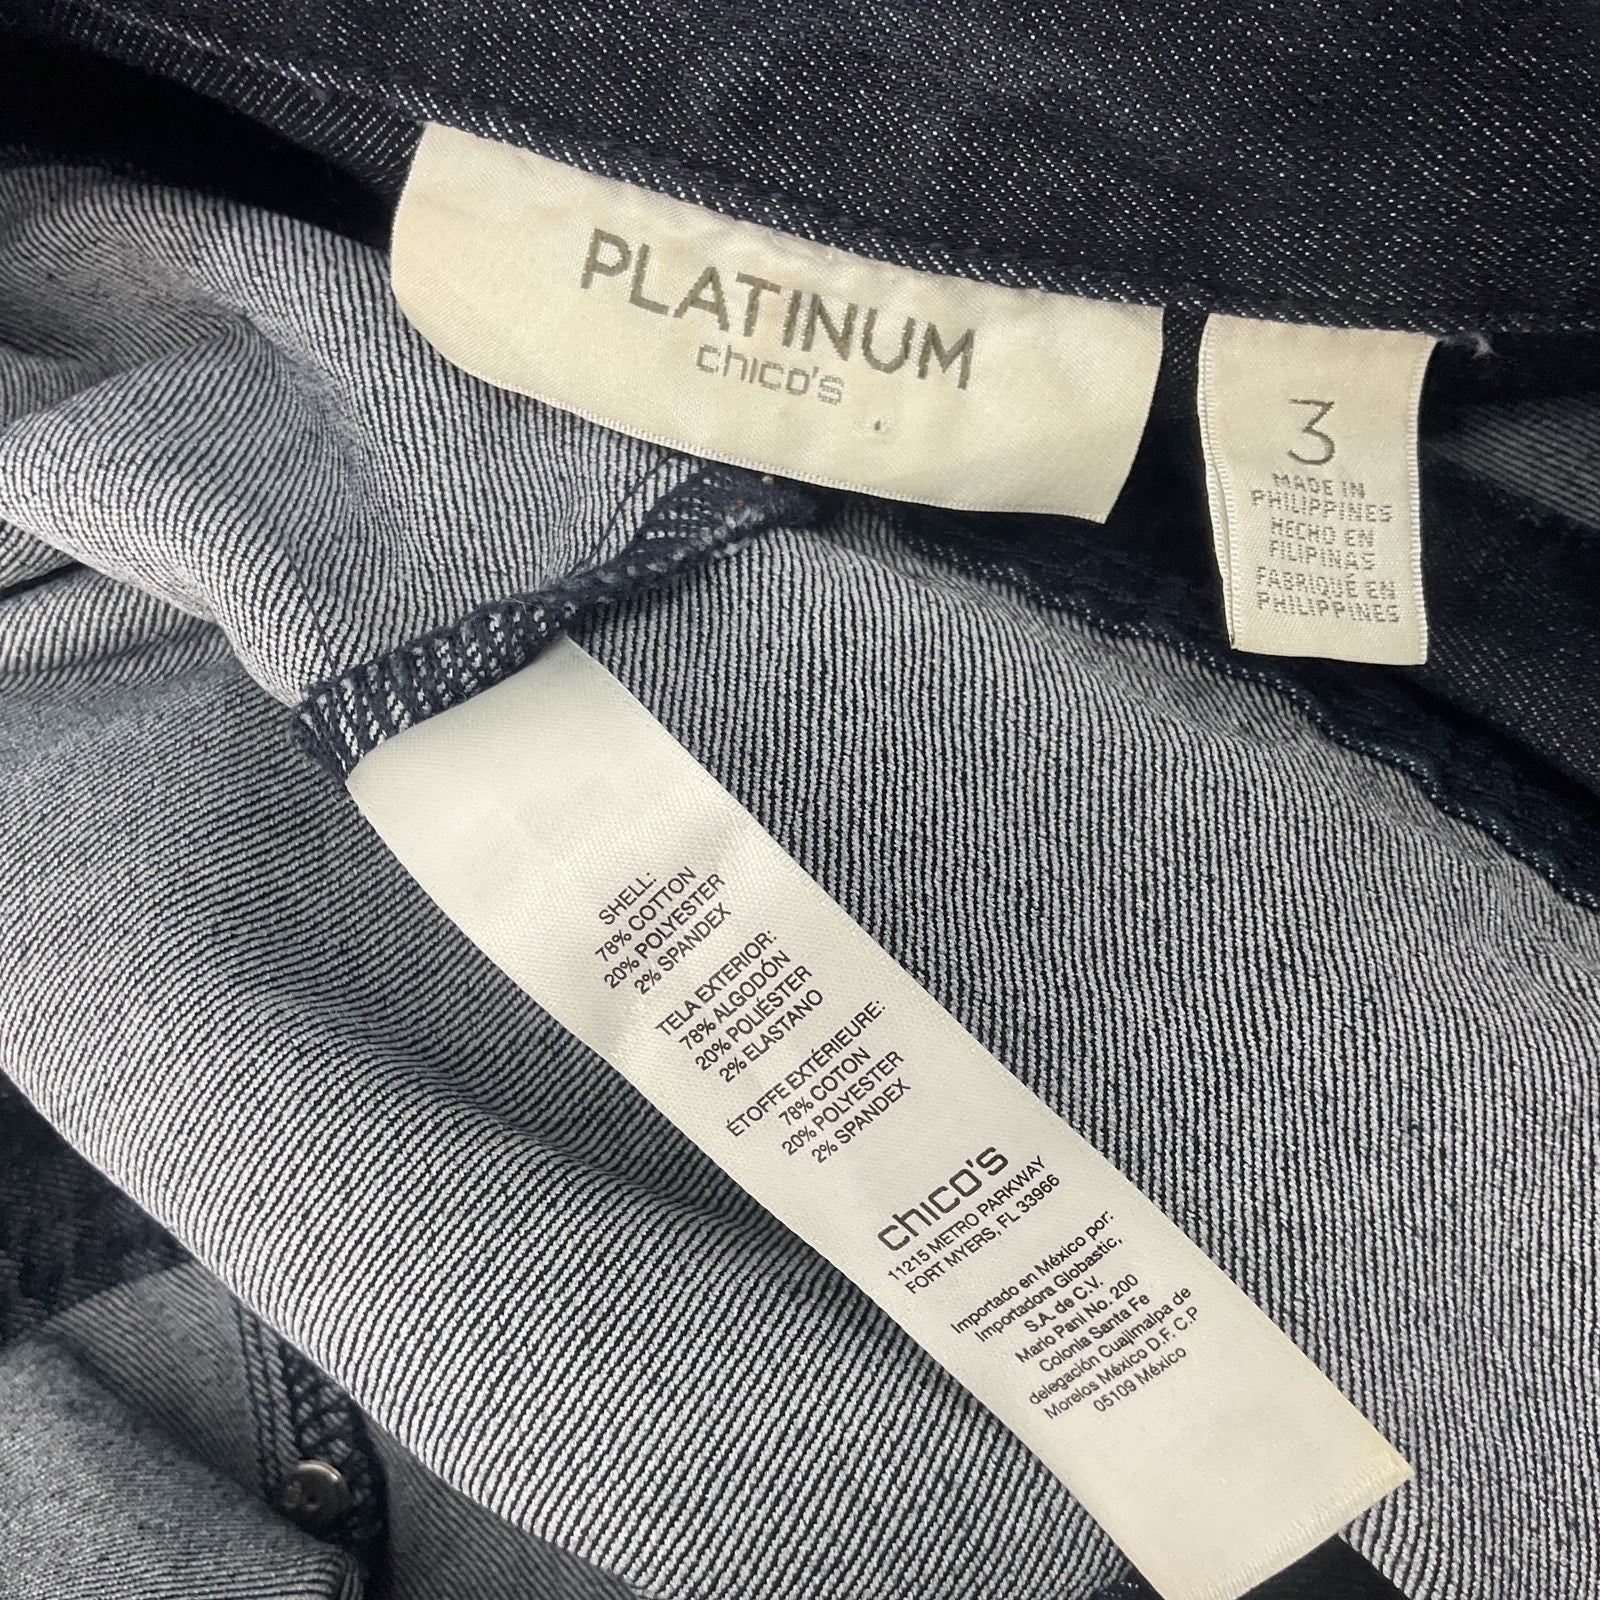 PLATINUM
chico's
3
MADE IN
PHILIPPINES
HECHO EN
FILIPINAS
FABRIQUÉ EN
PHILIPPINES
SHELL:
78% COTTON
20% POLYESTER
2% SPANDEX
TELA EXTERIOR:
78% ALGODÓN
20% POLIÉSTER
2% ELASTANO
ÉTOFFE EXTÉRIEURE:
78% COTON
20% POLYESTER
2% SPANDEX
chico's
11215 METRO PARKWAY
FORT MYERS, FL 33966
Importado en México por:
Importadora Globastic,
S.A. de C.V.
Mario Pani No. 200
Colonia Santa Fe
delegación Cuajimalpa de
Morelos México D.F. C.P
05109 México